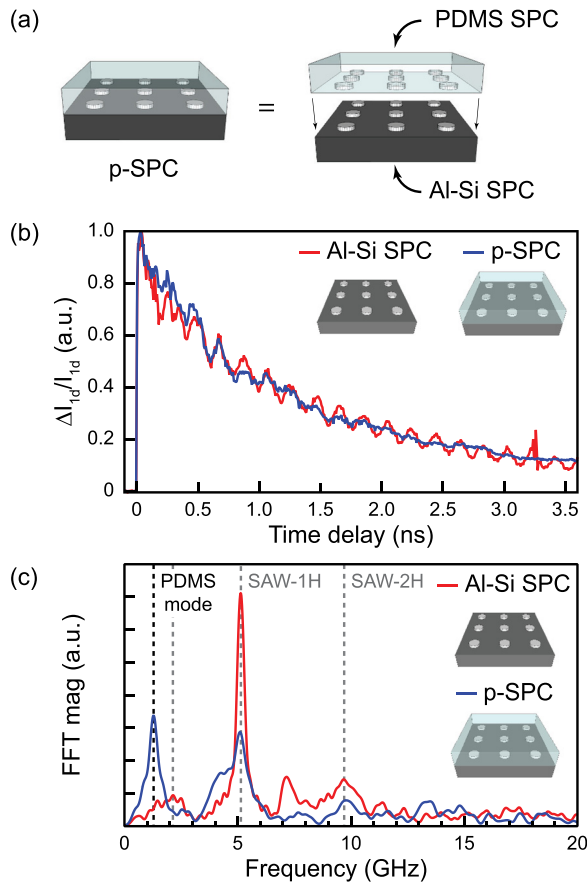 (a)
PDMS SPC
=
p-SPC
Al-Si SPC
(b)
1.0
0.8
0.6
0.4
0.2
0
ΔI1d/I1d (a.u.)
Al-Si SPC
p-SPC
0.0 0.5 1.0 1.5 2.0 2.5 3.0 3.5
Time delay (ns)
(c)
PDMS
mode
SAW-1H
SAW-2H
Al-Si SPC
p-SPC
FFT mag (a.u.)
0 5 10 15 20
Frequency (GHz)